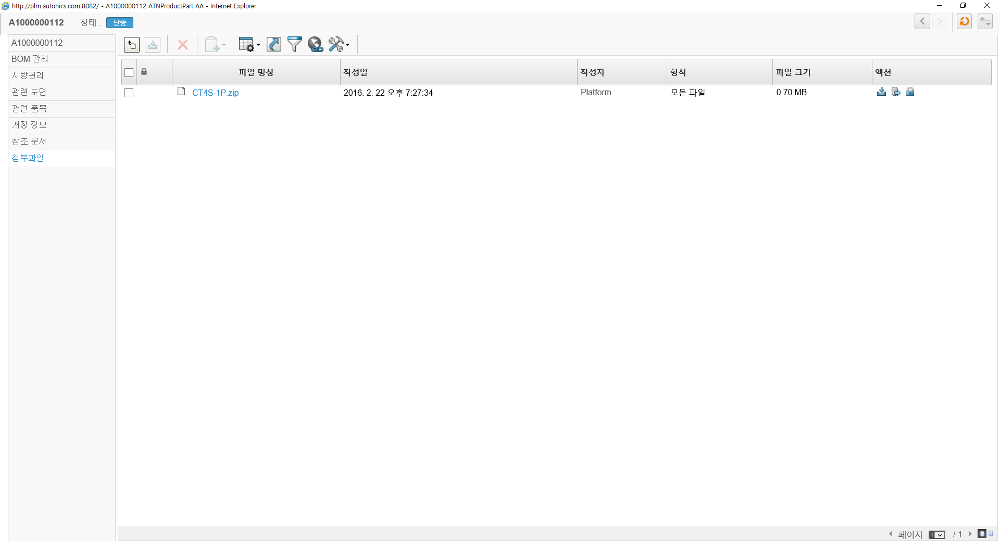 http://plm.autonics.com:8082/ - A1000000112 ATNProductPart AA - Internet Explorer
A1000000112 상태 : 단종
A1000000112
BOM 관리
시방관리
관련 도면
관련 품목
개정 정보
참조 문서
첨부파일
파일 명칭 작성일 작성자 형식 파일 크기 액션
CT4S-1P.zip 2016. 2. 22 오후 7:27:34 Platform 모든 파일 0.70 MB
페이지 1 / 1